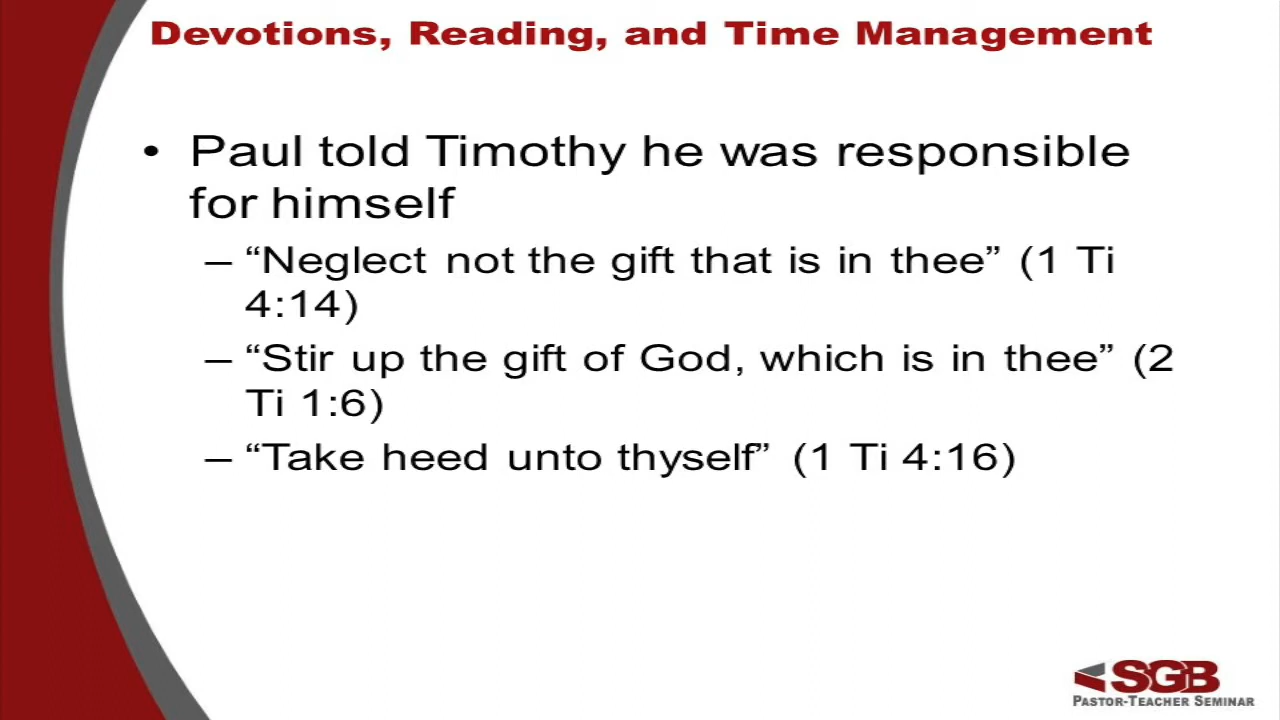 Devotions, Reading, and Time Management
• Paul told Timothy he was responsible
for himself
– “Neglect not the gift that is in thee” (1 Ti
4:14)
– “Stir up the gift of God, which is in thee” (2
Ti 1:6)
– “Take heed unto thyself” (1 Ti 4:16)
SGB
PASTOR-TEACHER SEMINAR